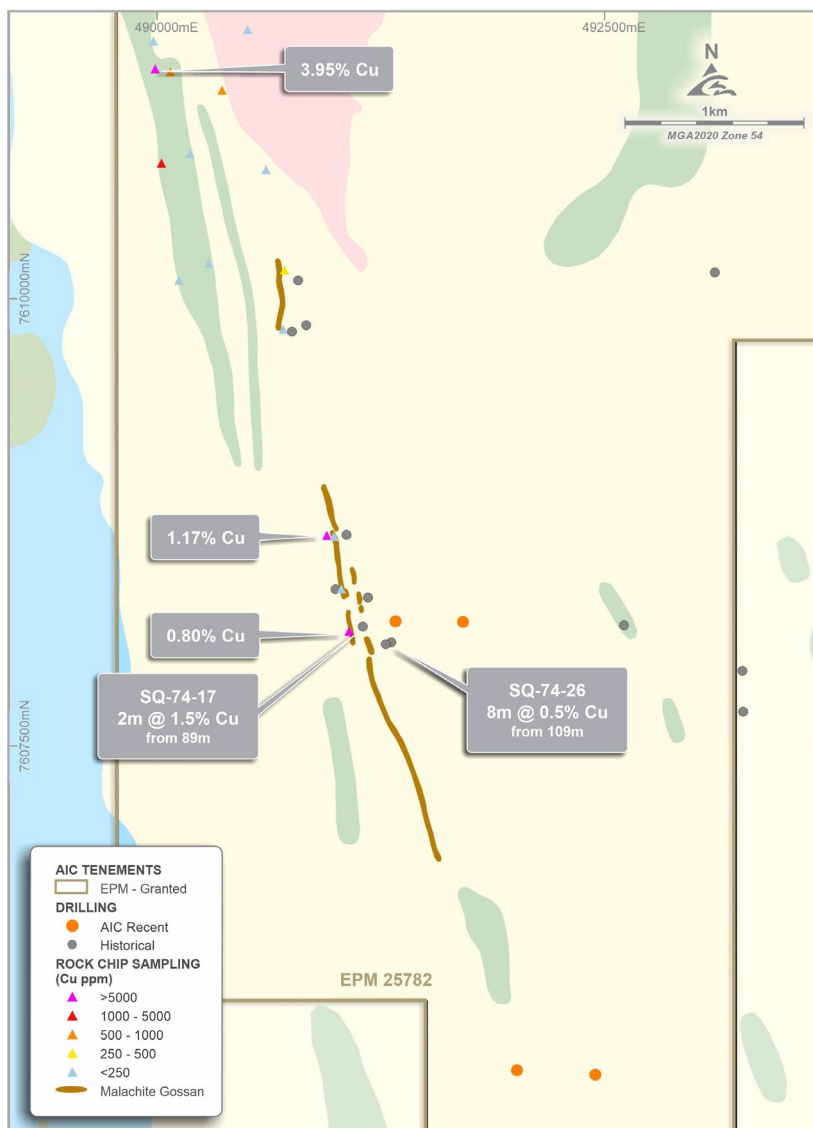 490000mE
492500mE
N
1km
MGA2020 Zone 54
3.95% Cu
7610000mN
1.17% Cu
0.80% Cu
SQ-74-17
2m @ 1.5% Cu
from 89m
SQ-74-26
8m @ 0.5% Cu
from 109m
7607500mN
AIC TENEMENTS
EPM - Granted
DRILLING
AIC Recent
Historical
ROCK CHIP SAMPLING
(Cu ppm)
>5000
1000 - 5000
500 - 1000
250 - 500
<250
Malachite Gossan
EPM 25782